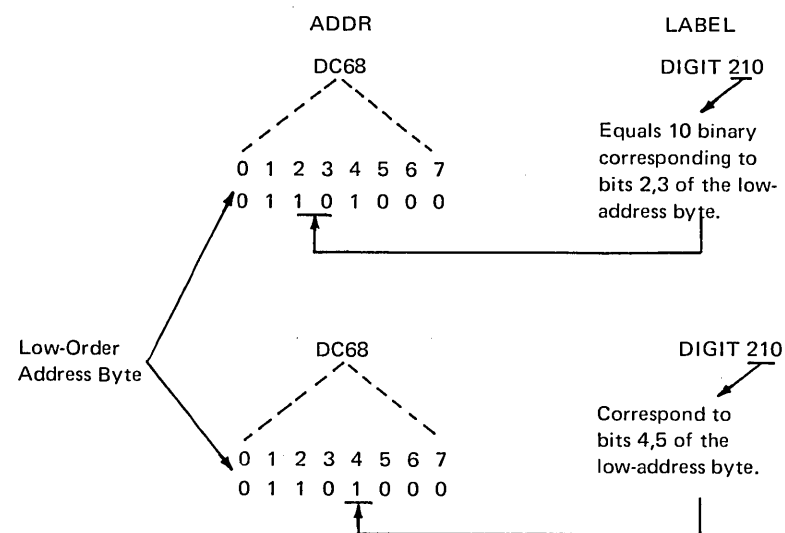 ADDR LABEL
DC68 DIGIT 210
Equals 10 binary
corresponding to
bits 2,3 of the low-
address byte.
0 1 2 3 4 5 6 7
0 1 1 0 1 0 0 0
Low-Order
Address Byte
DC68 DIGIT 210
Correspond to
bits 4,5 of the
low-address byte.
0 1 2 3 4 5 6 7
0 1 1 0 1 0 0 0